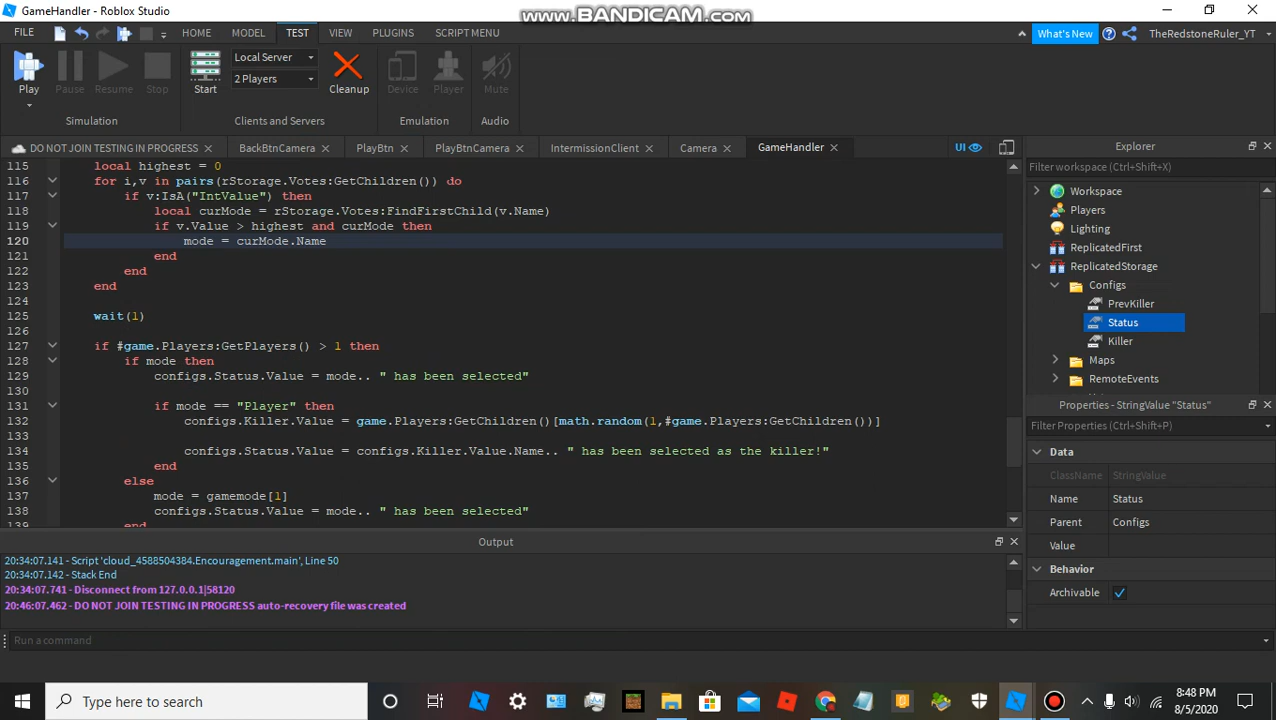 GameHandler - Roblox Studio
www.BANDICAM.com
FILE HOME MODEL TEST VIEW PLUGINS SCRIPT MENU What's New TheRedstoneRuler_YT
Play Pause Resume Stop Start Local Server 2 Players Cleanup Device Player Mute
Simulation Clients and Servers Emulation Audio
DO NOT JOIN TESTING IN PROGRESS BackBtnCamera PlayBtn PlayBtnCamera IntermissionClient Camera GameHandler UI
115 local highest = 0
116 for i,v in pairs(rStorage.Votes:GetChildren()) do
117 if v:IsA("IntValue") then
118 local curMode = rStorage.Votes:FindFirstChild(v.Name)
119 if v.Value > highest and curMode then
120 mode = curMode.Name
121 end
122 end
123 end
124
125 wait(1)
126
127 if #game.Players:GetPlayers() > 1 then
128 if mode then
129 configs.Status.Value = mode.. " has been selected"
130
131 if mode == "Player" then
132 configs.Killer.Value = game.Players:GetChildren()[math.random(1,#game.Players:GetChildren())]
133
134 configs.Status.Value = configs.Killer.Value.Name.. " has been selected as the killer!"
135 end
136 else
137 mode = gamemode[1]
138 configs.Status.Value = mode.. " has been selected"
139 end
Explorer
Filter workspace (Ctrl+Shift+X)
Workspace
Players
Lighting
ReplicatedFirst
ReplicatedStorage
Configs
PrevKiller
Status
Killer
Maps
RemoteEvents
Properties - StringValue "Status"
Filter Properties (Ctrl+Shift+P)
Data
ClassName StringValue
Name Status
Parent Configs
Value
Behavior
Archivable
Output
20:34:07.141 - Script 'cloud_4588504384.Encouragement.main', Line 50
20:34:07.142 - Stack End
20:34:07.741 - Disconnect from 127.0.0.1|58120
20:46:07.462 - DO NOT JOIN TESTING IN PROGRESS auto-recovery file was created
Run a command
Type here to search
8:48 PM
8/5/2020